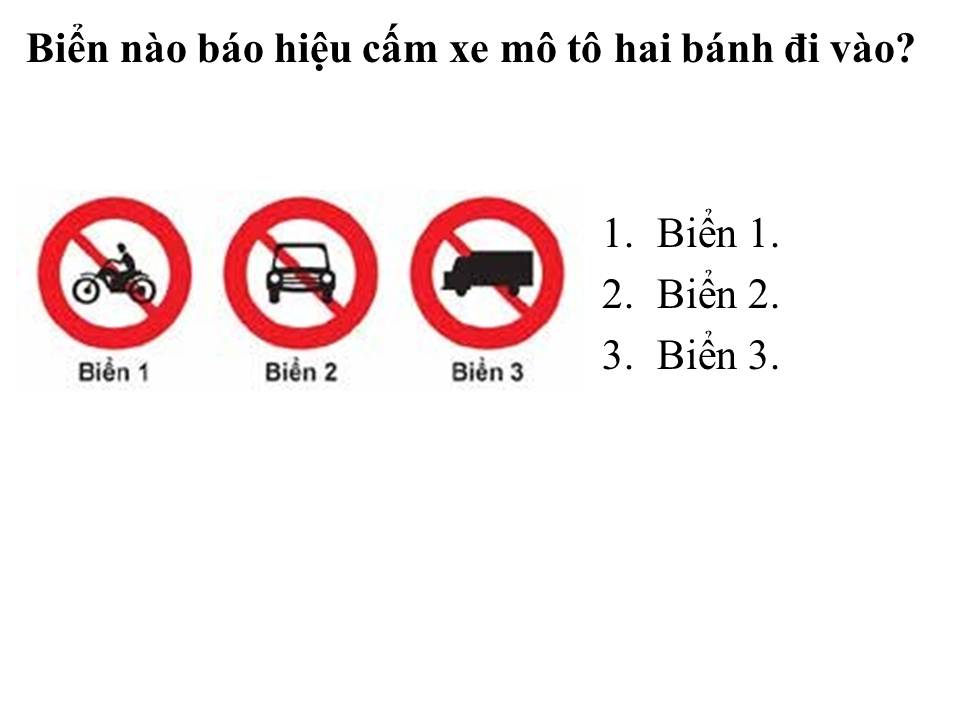 Biển nào báo hiệu cấm xe mô tô hai bánh đi vào?
1. Biển 1.
2. Biển 2.
3. Biển 3.
Biển 1
Biển 2
Biển 3